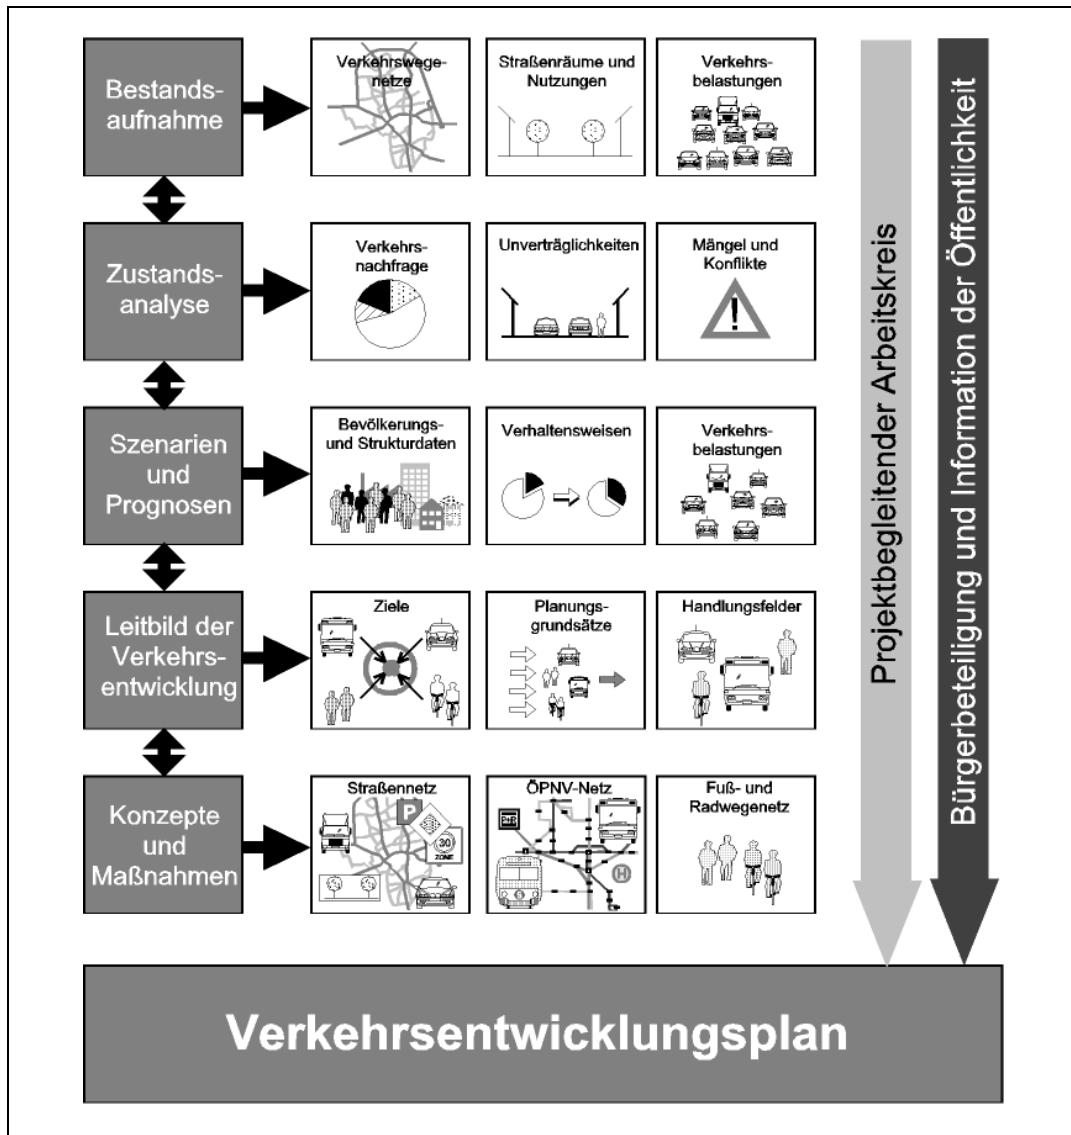 Bestands-
aufnahme
Verkehrswege-
netze
Straßenräume und
Nutzungen
Verkehrs-
belastungen
Zustands-
analyse
Verkehrs-
nachfrage
Unverträglichkeiten
Mängel und
Konflikte
!
Szenarien
und
Prognosen
Bevölkerungs-
und Strukturdaten
Verhaltensweisen
Verkehrs-
belastungen
Leitbild der
Verkehrs-
entwicklung
Ziele
Planungs-
grundsätze
Handlungsfelder
Konzepte
und
Maßnahmen
Straßennetz
P
30
ZONE
ÖPNV-Netz
P+R
H
S
Fuß- und
Radwegenetz
Projektbegleitender Arbeitskreis
Bürgerbeteiligung und Information der Öffentlichkeit
Verkehrsentwicklungsplan